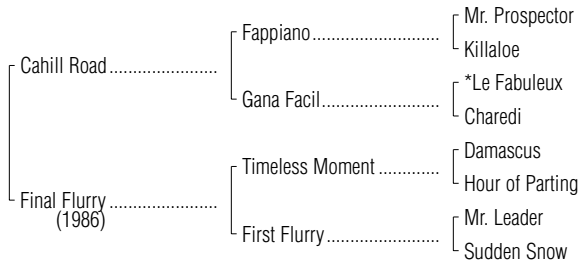 Mr. Prospector
Fappiano
Killaloe
Cahill Road
*Le Fabuleux
Gana Facil
Charedi
Damascus
Timeless Moment
Hour of Parting
Final Flurry
(1986)
Mr. Leader
First Flurry
Sudden Snow